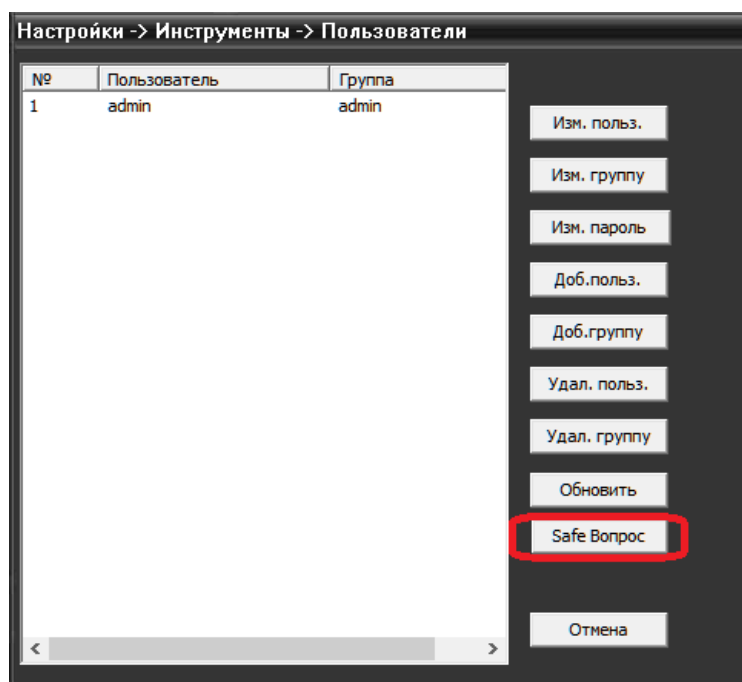 Настройки -> Инструменты -> Пользователи
№ Пользователь Группа
1 admin admin
Изм. польз.
Изм. группу
Изм. пароль
Доб.польз.
Доб.группу
Удал. польз.
Удал. группу
Обновить
Safe Вопрос
Отмена